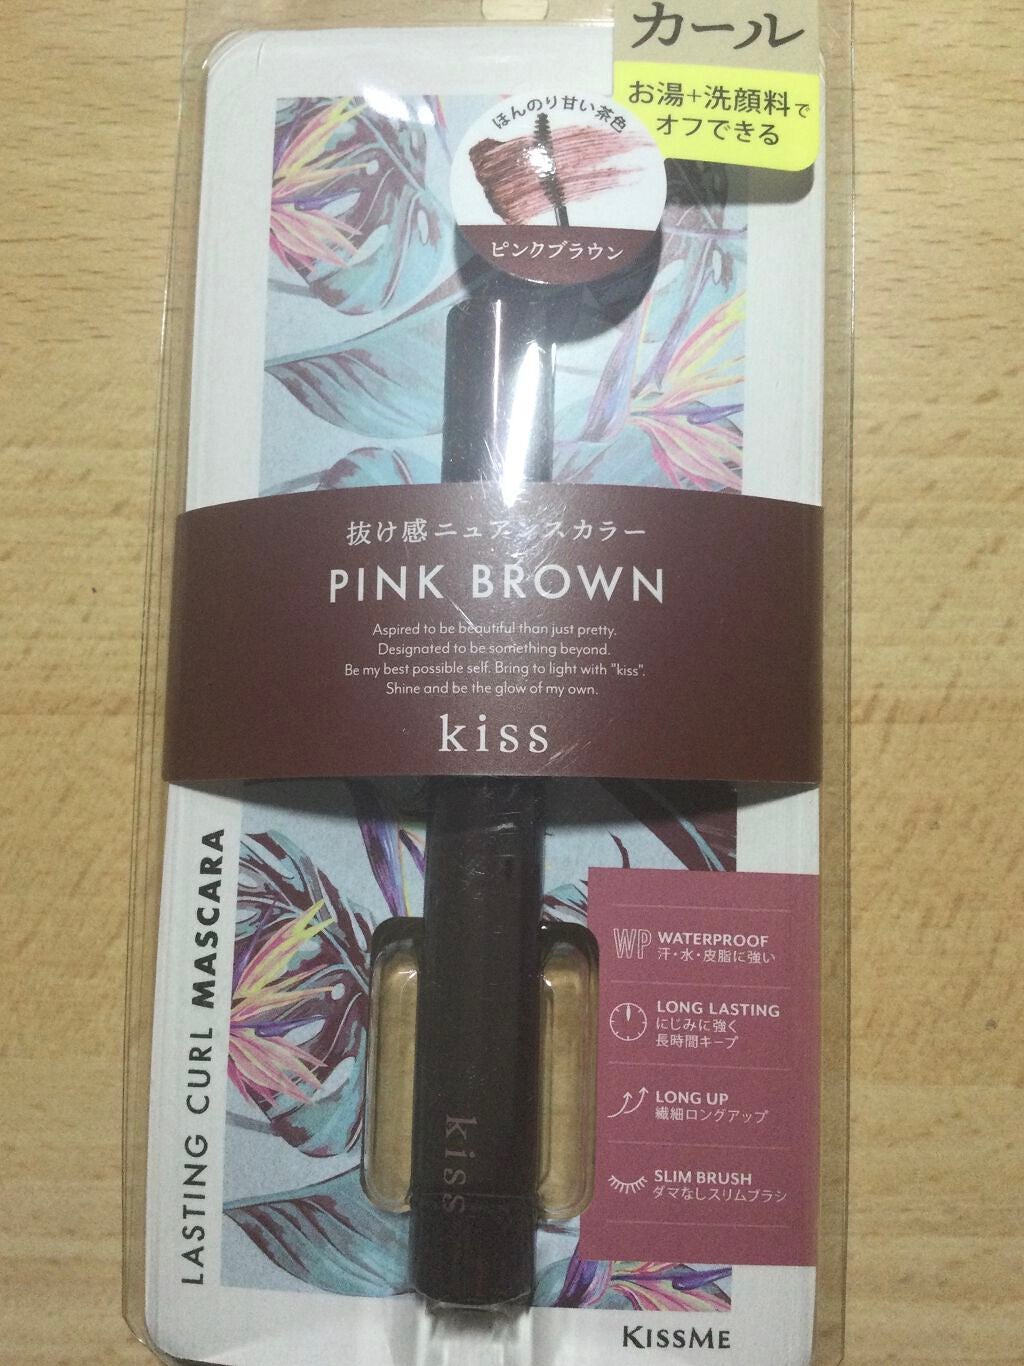 カール
お湯+洗顔料で
オフできる
ほんのり甘い茶色
ピンクブラウン
抜け感ニュアンスカラー
PINK BROWN
Aspired to be beautiful than just pretty.
Designated to be something beyond.
Be my best possible self. Bring to light with "kiss".
Shine and be the glow of my own.
kiss
LASTING CURL MASCARA
WP WATERPROOF
汗・水・皮脂に強い
LONG LASTING
にじみに強く
長時間キープ
LONG UP
繊細ロングアップ
SLIM BRUSH
ダマなしスリムブラシ
kiss
KISSME